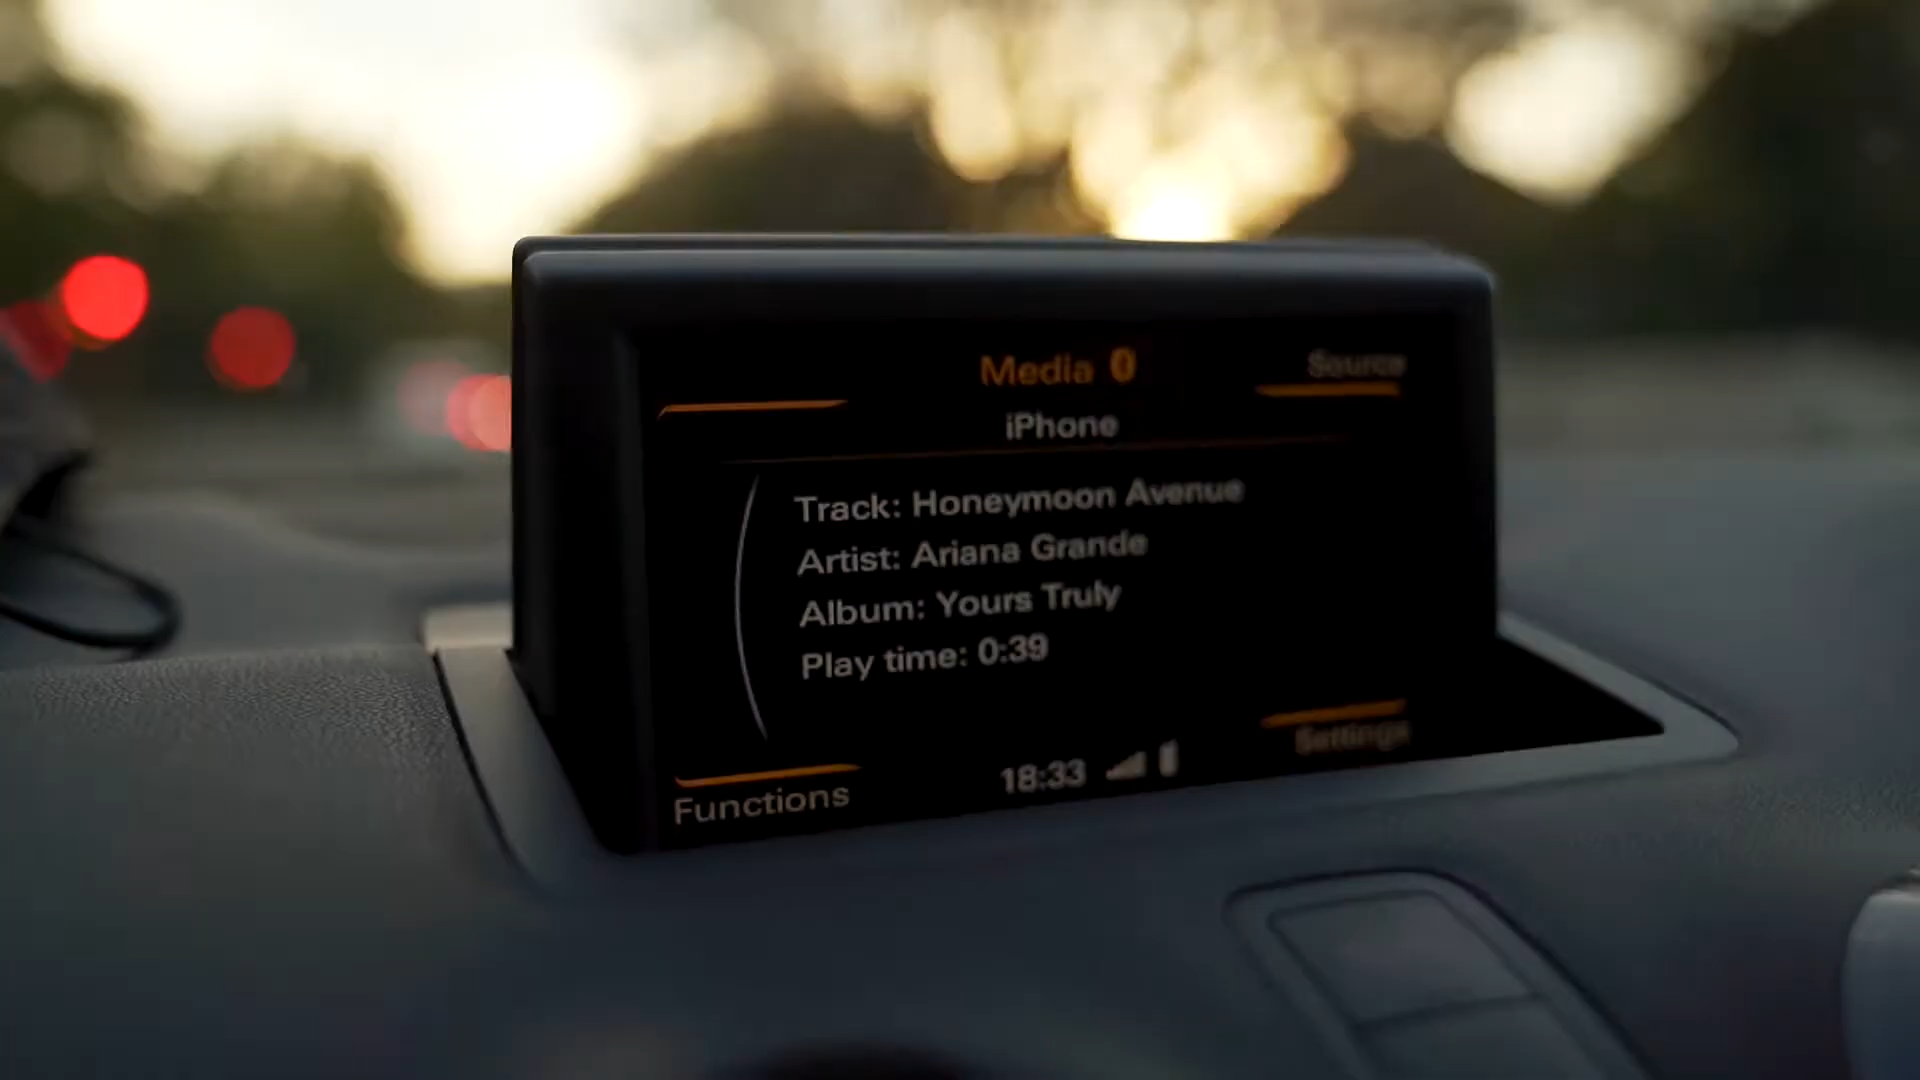 Media
Source
iPhone
Track: Honeymoon Avenue
Artist: Ariana Grande
Album: Yours Truly
Play time: 0:39
Settings
18:33
Functions